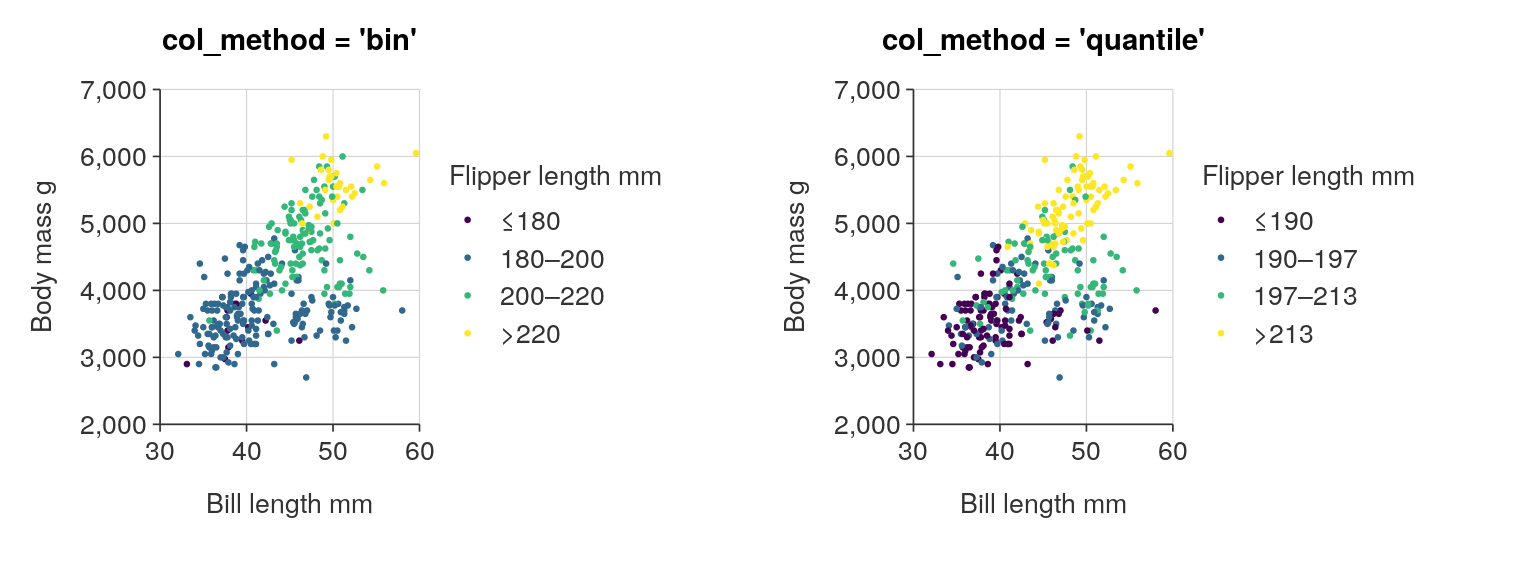 col_method = 'bin'
7,000
6,000
5,000
4,000
3,000
2,000
30 40 50 60
Body mass g
Bill length mm
Flipper length mm
≤180
180–200
200–220
>220
col_method = 'quantile'
7,000
6,000
5,000
4,000
3,000
2,000
30 40 50 60
Body mass g
Bill length mm
Flipper length mm
≤190
190–197
197–213
>213